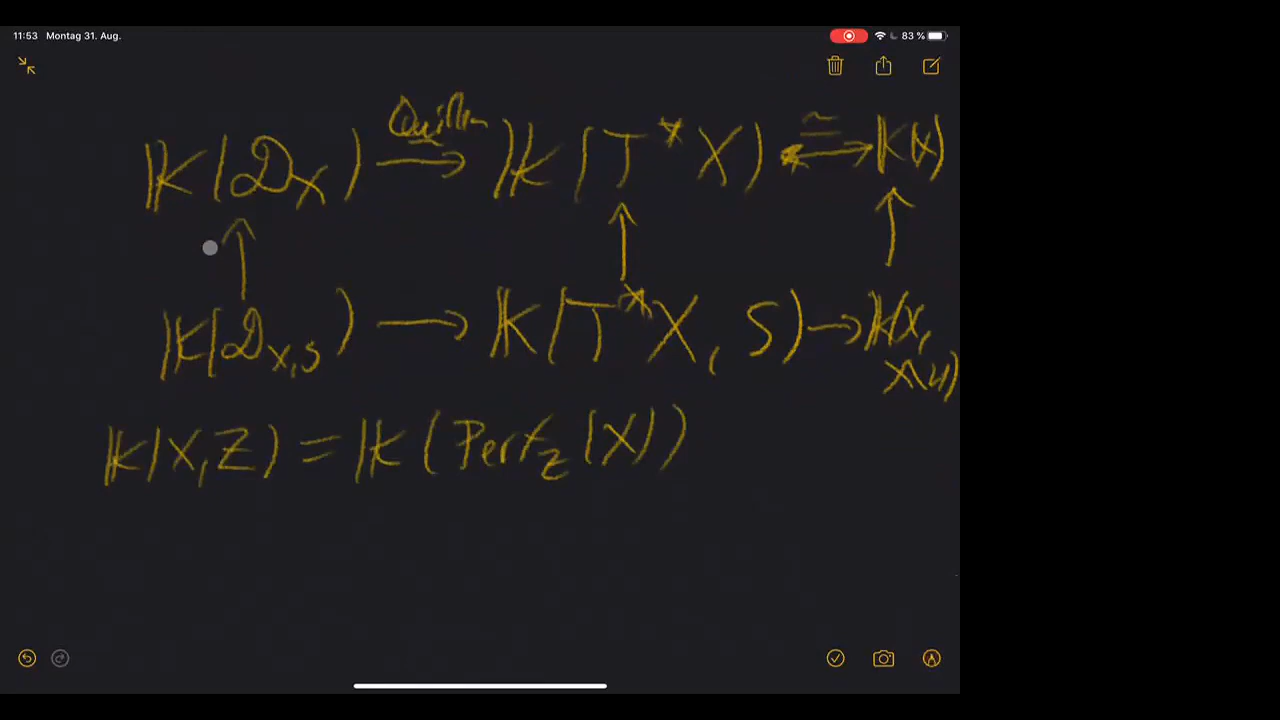 11:53 Montag 31. Aug. 83 %
𝕂(𝒟_X) →^{Quillen} 𝕂(T*X) ≅ ↔ 𝕂(X)
↑ ↑ ↑
𝕂(𝒟_{X,S}) → 𝕂(T*X, S) → 𝕂(X,
X\U)
𝕂(X,Z) = 𝕂(Perf_Z(X))